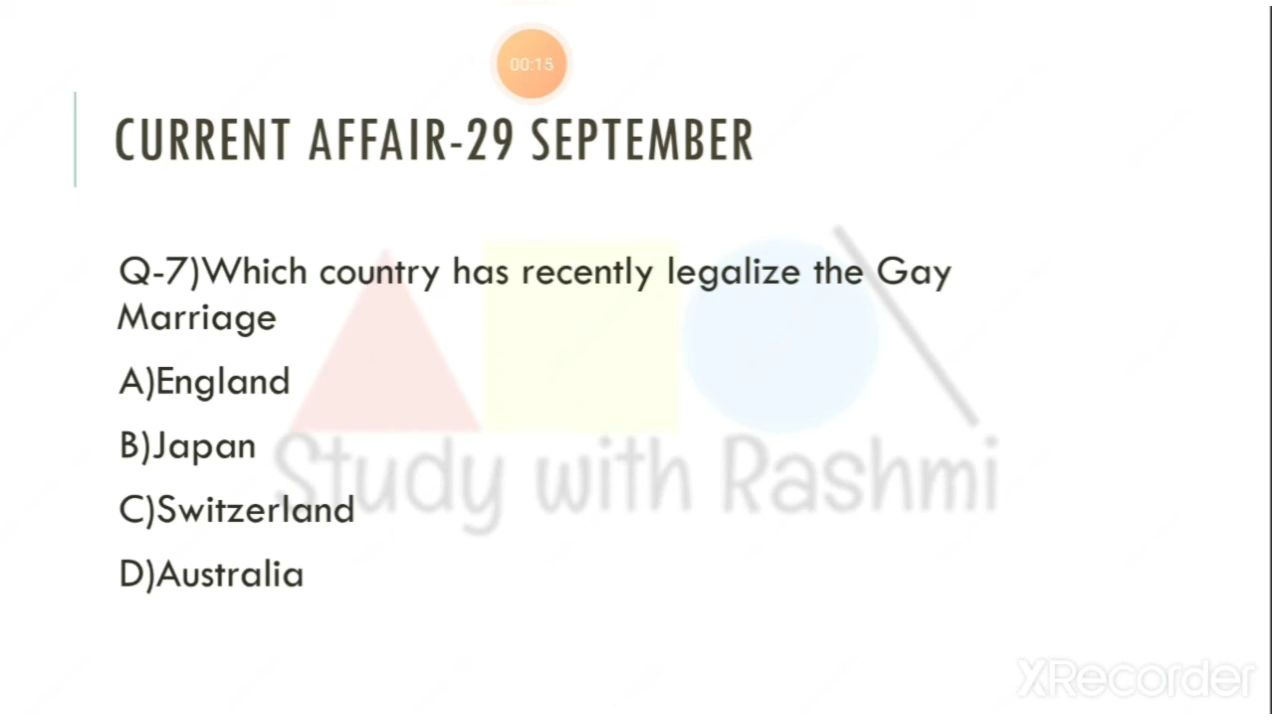 00:15
CURRENT AFFAIR-29 SEPTEMBER
Q-7)Which country has recently legalize the Gay
Marriage
A)England
B)Japan
C)Switzerland
D)Australia
Study with Rashmi
XRecorder